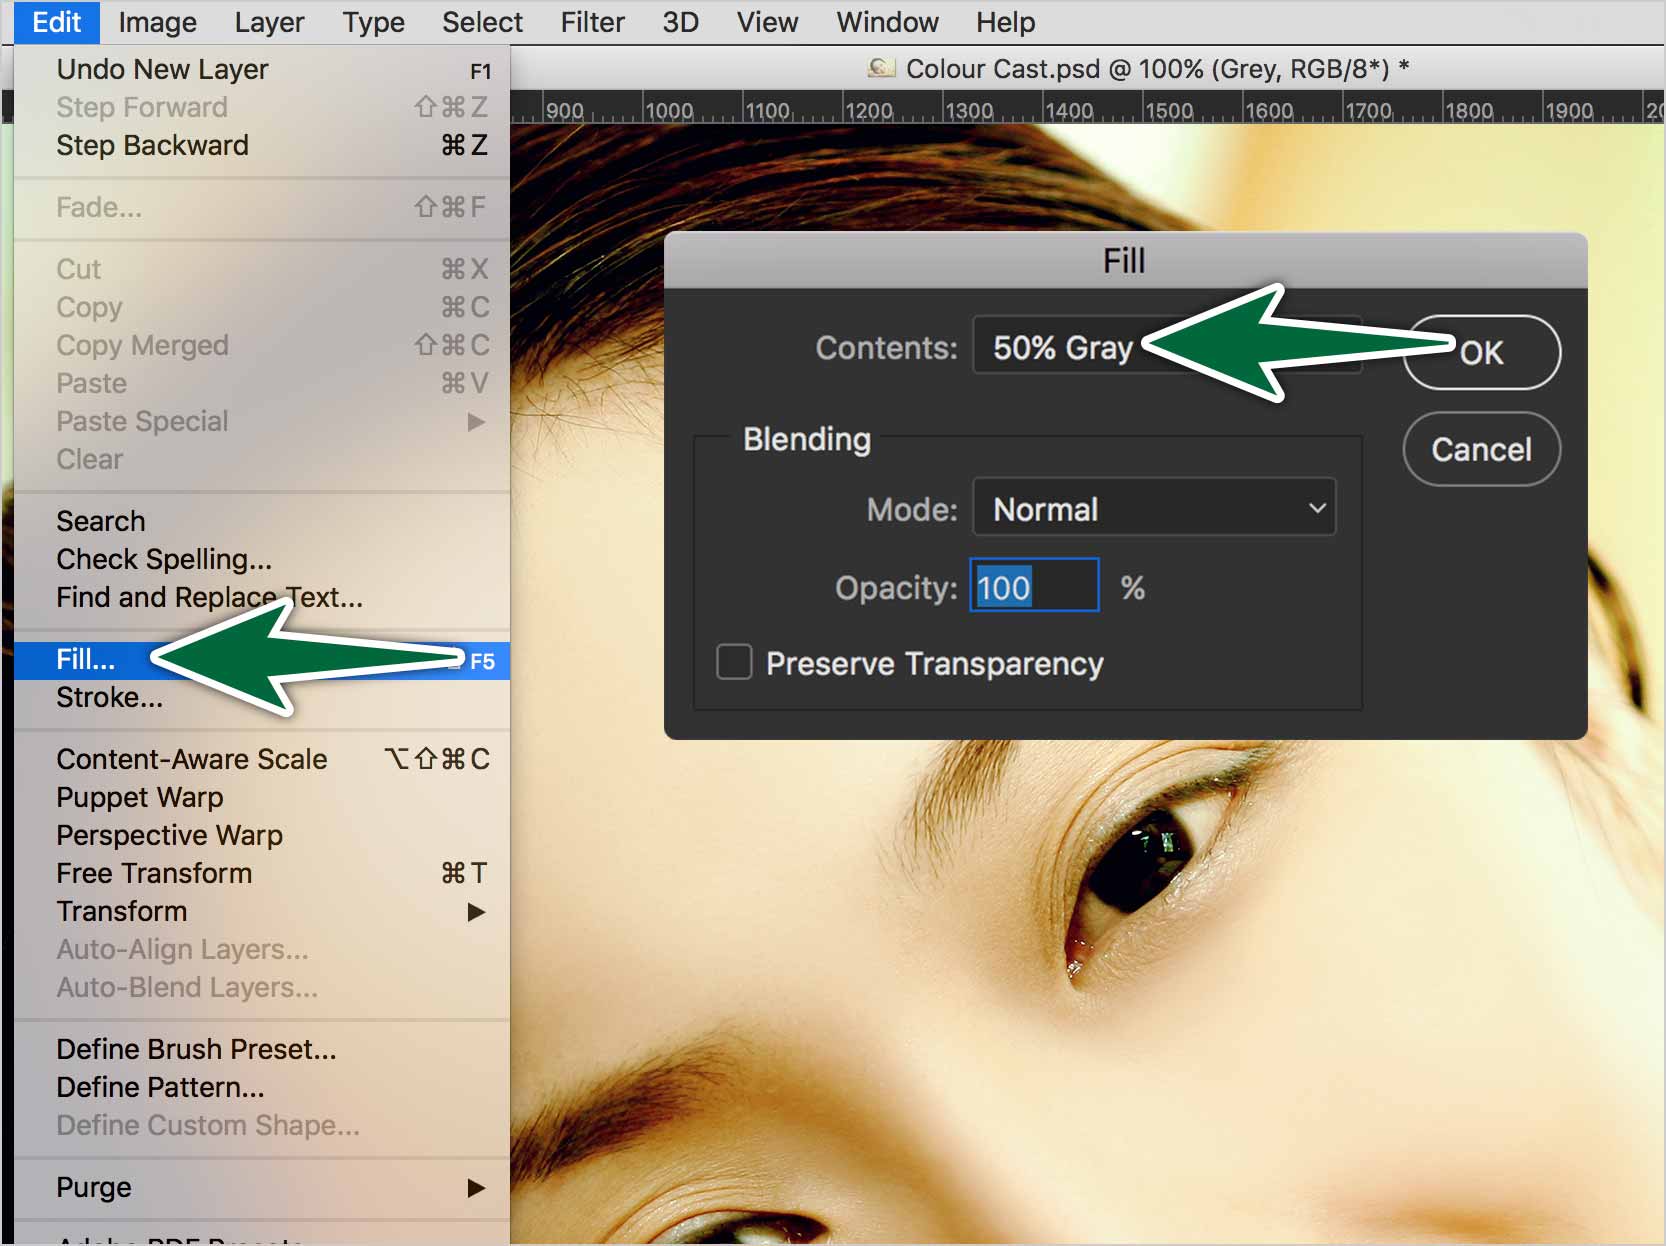 Edit Image Layer Type Select Filter 3D View Window Help
Colour Cast.psd @ 100% (Grey, RGB/8*) *
900 1000 1100 1200 1300 1400 1500 1600 1700 1800 1900
Undo New Layer F1
Step Forward ⇧⌘Z
Step Backward ⌘Z
Fade... ⇧⌘F
Cut ⌘X
Copy ⌘C
Copy Merged ⇧⌘C
Paste ⌘V
Paste Special ▶
Clear
Search
Check Spelling...
Find and Replace Text...
Fill... F5
Stroke...
Content-Aware Scale ⌥⇧⌘C
Puppet Warp
Perspective Warp
Free Transform ⌘T
Transform ▶
Auto-Align Layers...
Auto-Blend Layers...
Define Brush Preset...
Define Pattern...
Define Custom Shape...
Purge ▶
Fill
Contents: 50% Gray
OK
Cancel
Blending
Mode: Normal
Opacity: 100 %
Preserve Transparency